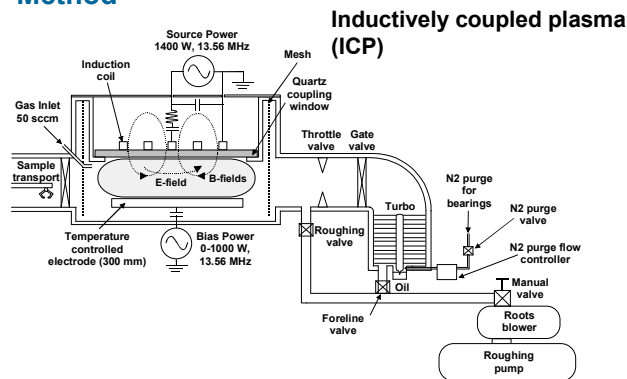 Method
Inductively coupled plasma
(ICP)
Source Power
1400 W, 13.56 MHz
Induction
coil
Mesh
Quartz
coupling
window
Gas Inlet
50 sccm
Throttle
valve
Gate
valve
Sample
transport
E-field
B-fields
Turbo
N2 purge
for
bearings
N2 purge
valve
N2 purge flow
controller
Temperature
controlled
electrode (300 mm)
Bias Power
0-1000 W,
13.56 MHz
Roughing
valve
Oil
Manual
valve
Foreline
valve
Roots
blower
Roughing
pump